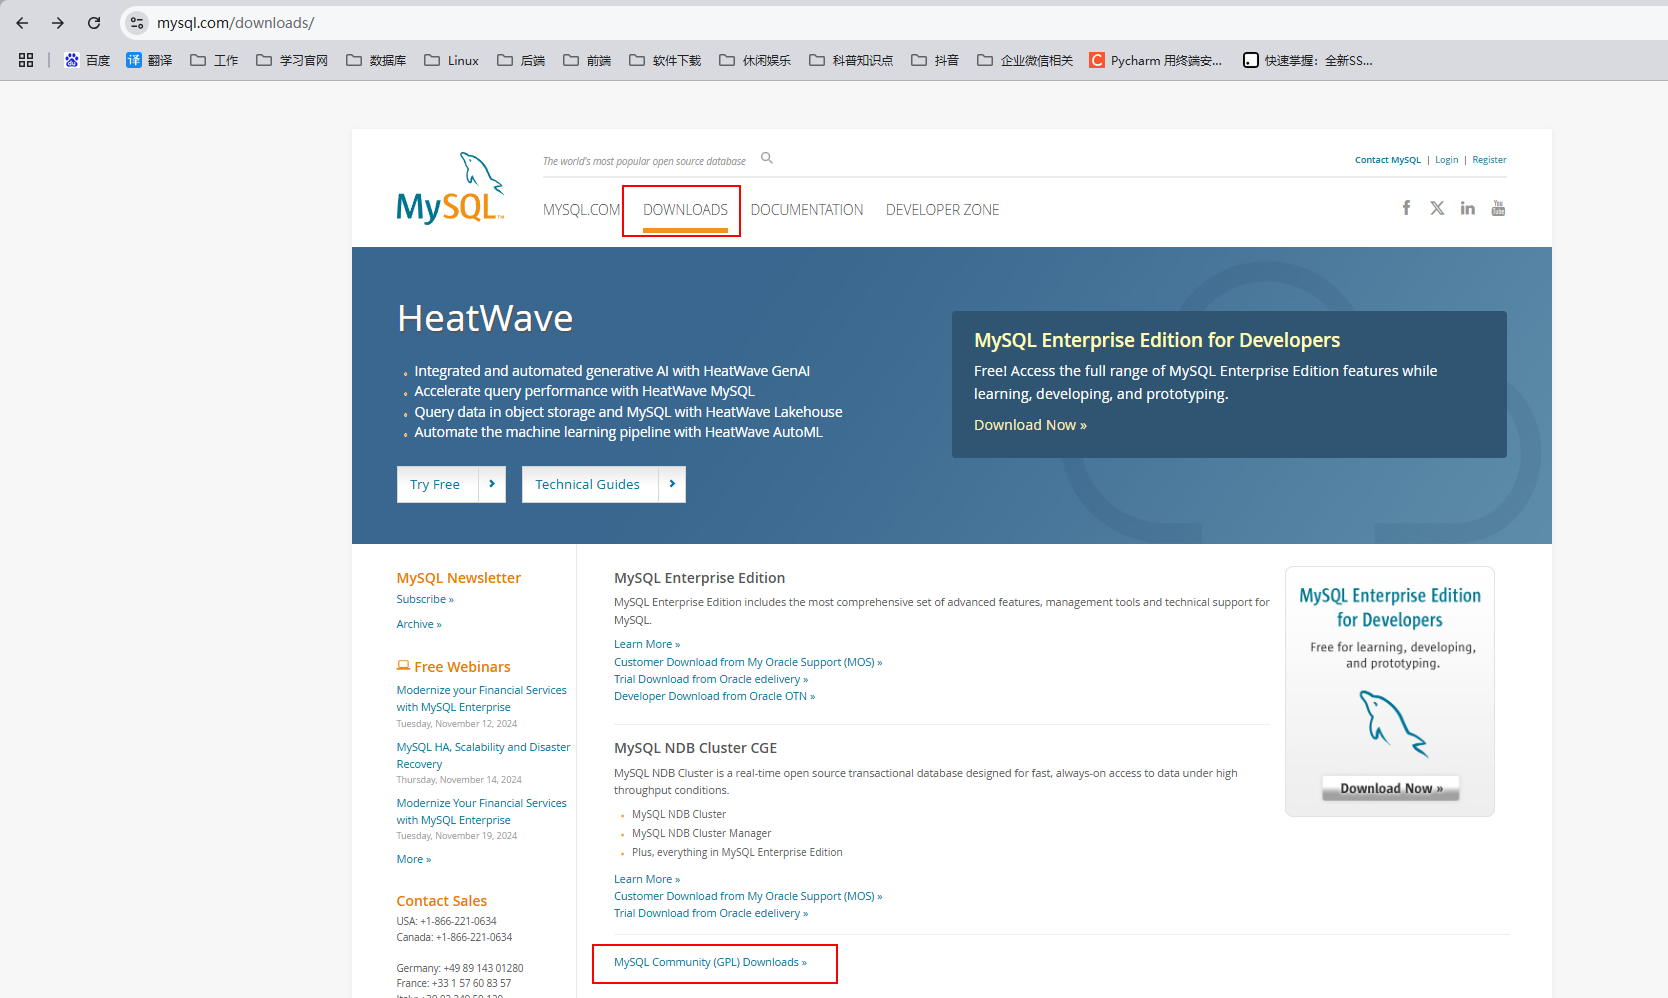 mysql.com/downloads/
百度 翻译 工作 学习官网 数据库 Linux 后端 前端 软件下载 休闲娱乐 科普知识点 抖音 企业微信相关 Pycharm 用终端安... 快速掌握：全新SS...
The world's most popular open source database
Contact MySQL | Login | Register
MySQL™
MYSQL.COM DOWNLOADS DOCUMENTATION DEVELOPER ZONE
HeatWave
Integrated and automated generative AI with HeatWave GenAI
Accelerate query performance with HeatWave MySQL
Query data in object storage and MySQL with HeatWave Lakehouse
Automate the machine learning pipeline with HeatWave AutoML
Try Free
Technical Guides
MySQL Enterprise Edition for Developers
Free! Access the full range of MySQL Enterprise Edition features while
learning, developing, and prototyping.
Download Now »
MySQL Newsletter
Subscribe »
Archive »
Free Webinars
Modernize your Financial Services
with MySQL Enterprise
Tuesday, November 12, 2024
MySQL HA, Scalability and Disaster
Recovery
Thursday, November 14, 2024
Modernize Your Financial Services
with MySQL Enterprise
Tuesday, November 19, 2024
More »
Contact Sales
USA: +1-866-221-0634
Canada: +1-866-221-0634
Germany: +49 89 143 01280
France: +33 1 57 60 83 57
MySQL Enterprise Edition
MySQL Enterprise Edition includes the most comprehensive set of advanced features, management tools and technical support for
MySQL.
Learn More »
Customer Download from My Oracle Support (MOS) »
Trial Download from Oracle edelivery »
Developer Download from Oracle OTN »
MySQL NDB Cluster CGE
MySQL NDB Cluster is a real-time open source transactional database designed for fast, always-on access to data under high
throughput conditions.
MySQL NDB Cluster
MySQL NDB Cluster Manager
Plus, everything in MySQL Enterprise Edition
Learn More »
Customer Download from My Oracle Support (MOS) »
Trial Download from Oracle edelivery »
MySQL Community (GPL) Downloads »
MySQL Enterprise Edition
for Developers
Free for learning, developing,
and prototyping.
Download Now »